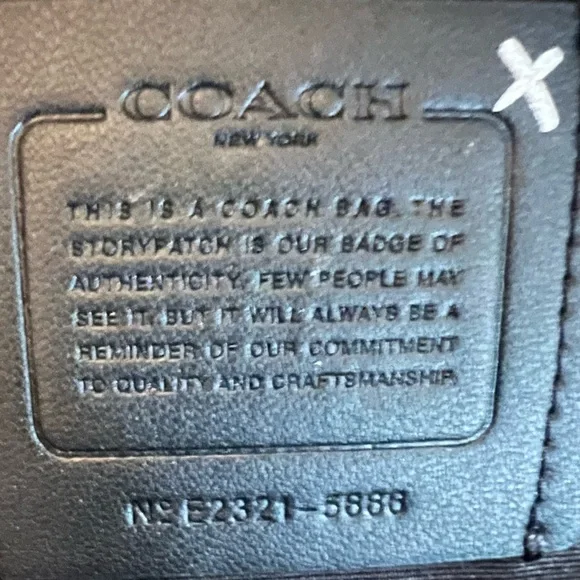 COACH
NEW YORK
THIS IS A COACH BAG. THE
STORYPATCH IS OUR BADGE OF
AUTHENTICITY. FEW PEOPLE MAY
SEE IT. BUT IT WILL ALWAYS BE A
REMINDER OF OUR COMMITMENT
TO QUALITY AND CRAFTSMANSHIP.
Nº E2321-5886
X